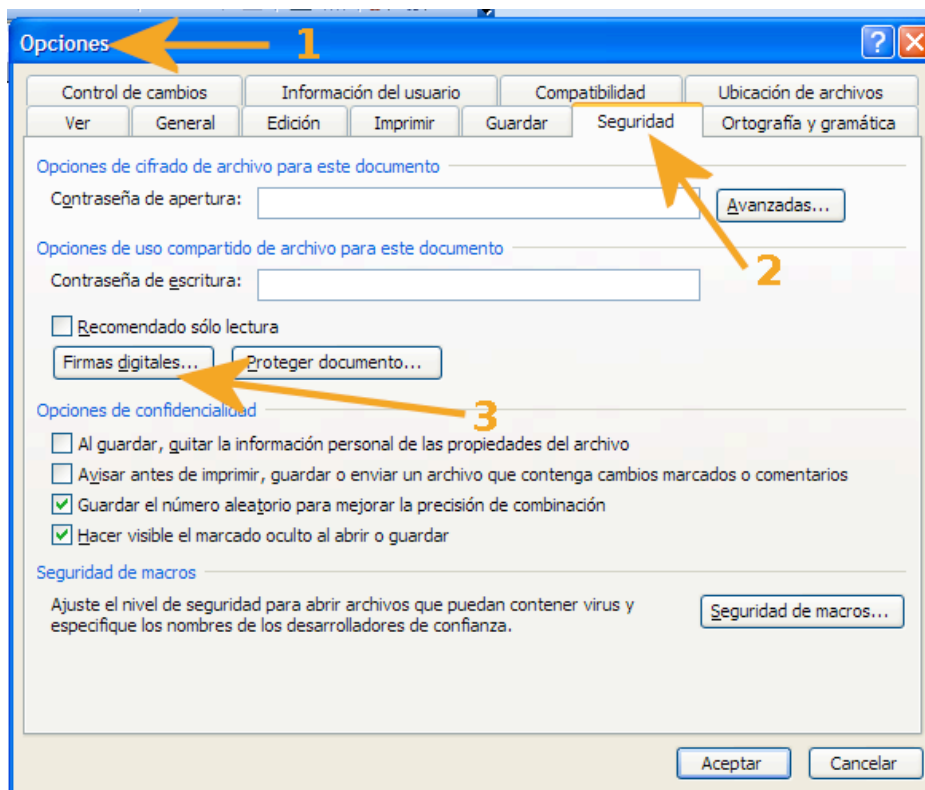 Opciones 1
Control de cambios Información del usuario Compatibilidad Ubicación de archivos
Ver General Edición Imprimir Guardar Seguridad Ortografía y gramática
Opciones de cifrado de archivo para este documento
Contraseña de apertura: Avanzadas...
Opciones de uso compartido de archivo para este documento
2
Contraseña de escritura:
Recomendado sólo lectura
Firmas digitales... Proteger documento...
3
Opciones de confidencialidad
Al guardar, quitar la información personal de las propiedades del archivo
Avisar antes de imprimir, guardar o enviar un archivo que contenga cambios marcados o comentarios
Guardar el número aleatorio para mejorar la precisión de combinación
Hacer visible el marcado oculto al abrir o guardar
Seguridad de macros
Ajuste el nivel de seguridad para abrir archivos que puedan contener virus y
especifique los nombres de los desarrolladores de confianza.
Seguridad de macros...
Aceptar Cancelar